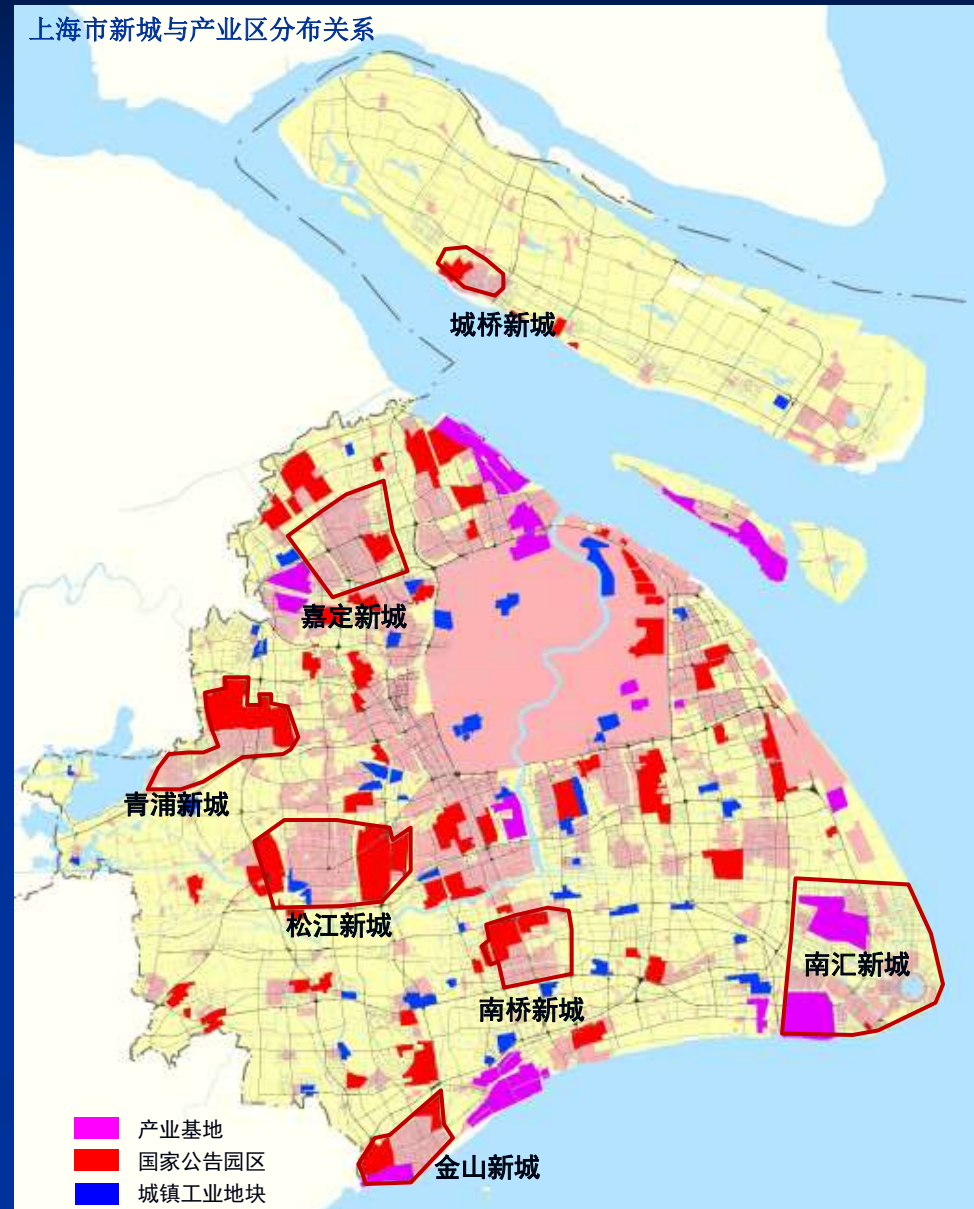 上海市新城与产业区分布关系
城桥新城
嘉定新城
青浦新城
松江新城
南汇新城
南桥新城
金山新城
产业基地
国家公告园区
城镇工业地块